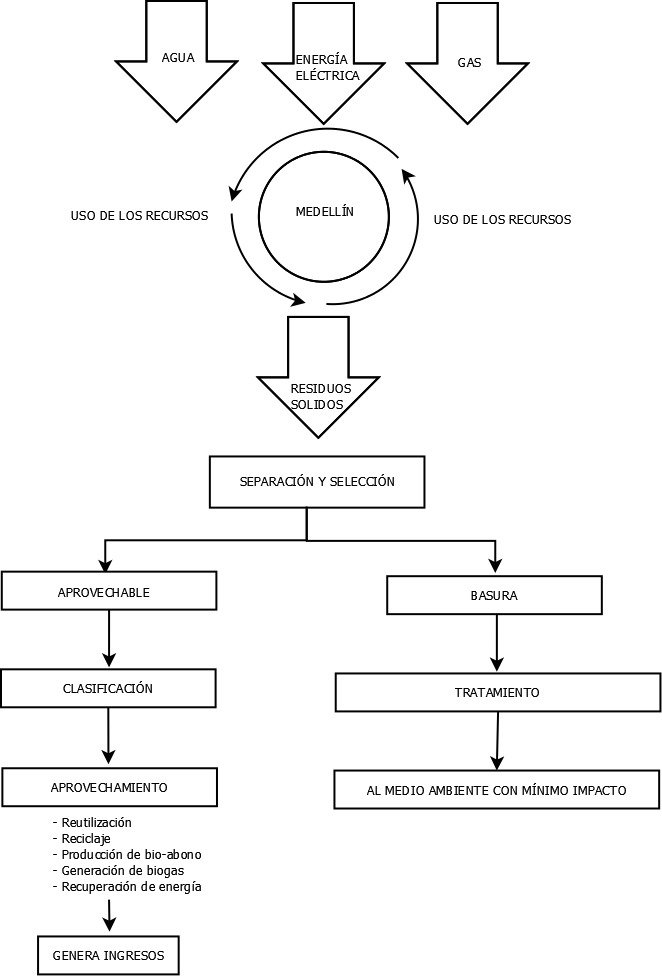 AGUA
ENERGÍA
ELÉCTRICA
GAS
MEDELLÍN
USO DE LOS RECURSOS
USO DE LOS RECURSOS
RESIDUOS
SOLIDOS
SEPARACIÓN Y SELECCIÓN
APROVECHABLE
BASURA
CLASIFICACIÓN
TRATAMIENTO
APROVECHAMIENTO
AL MEDIO AMBIENTE CON MÍNIMO IMPACTO
- Reutilización
- Reciclaje
- Producción de bio-abono
- Generación de biogas
- Recuperación de energía
GENERA INGRESOS